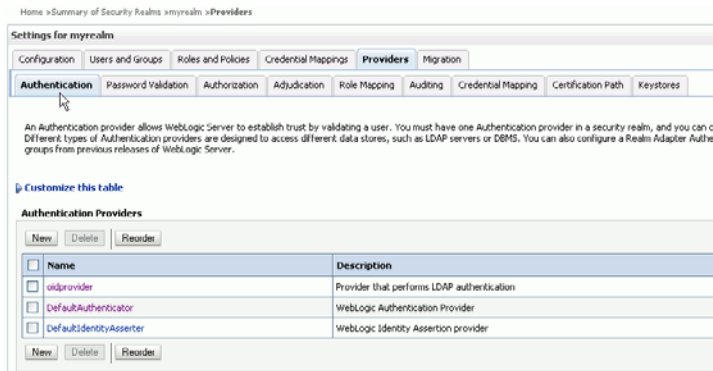 Home >Summary of Security Realms >myrealm >Providers
Settings for myrealm
Configuration Users and Groups Roles and Policies Credential Mappings Providers Migration
Authentication Password Validation Authorization Adjudication Role Mapping Auditing Credential Mapping Certification Path Keystores
An Authentication provider allows WebLogic Server to establish trust by validating a user. You must have one Authentication provider in a security realm, and you can c
Different types of Authentication providers are designed to access different data stores, such as LDAP servers or DBMS. You can also configure a Realm Adapter Authe
groups from previous releases of WebLogic Server.
Customize this table
Authentication Providers
New Delete Reorder
Name Description
oidprovider Provider that performs LDAP authentication
DefaultAuthenticator WebLogic Authentication Provider
DefaultIdentityAsserter WebLogic Identity Assertion provider
New Delete Reorder